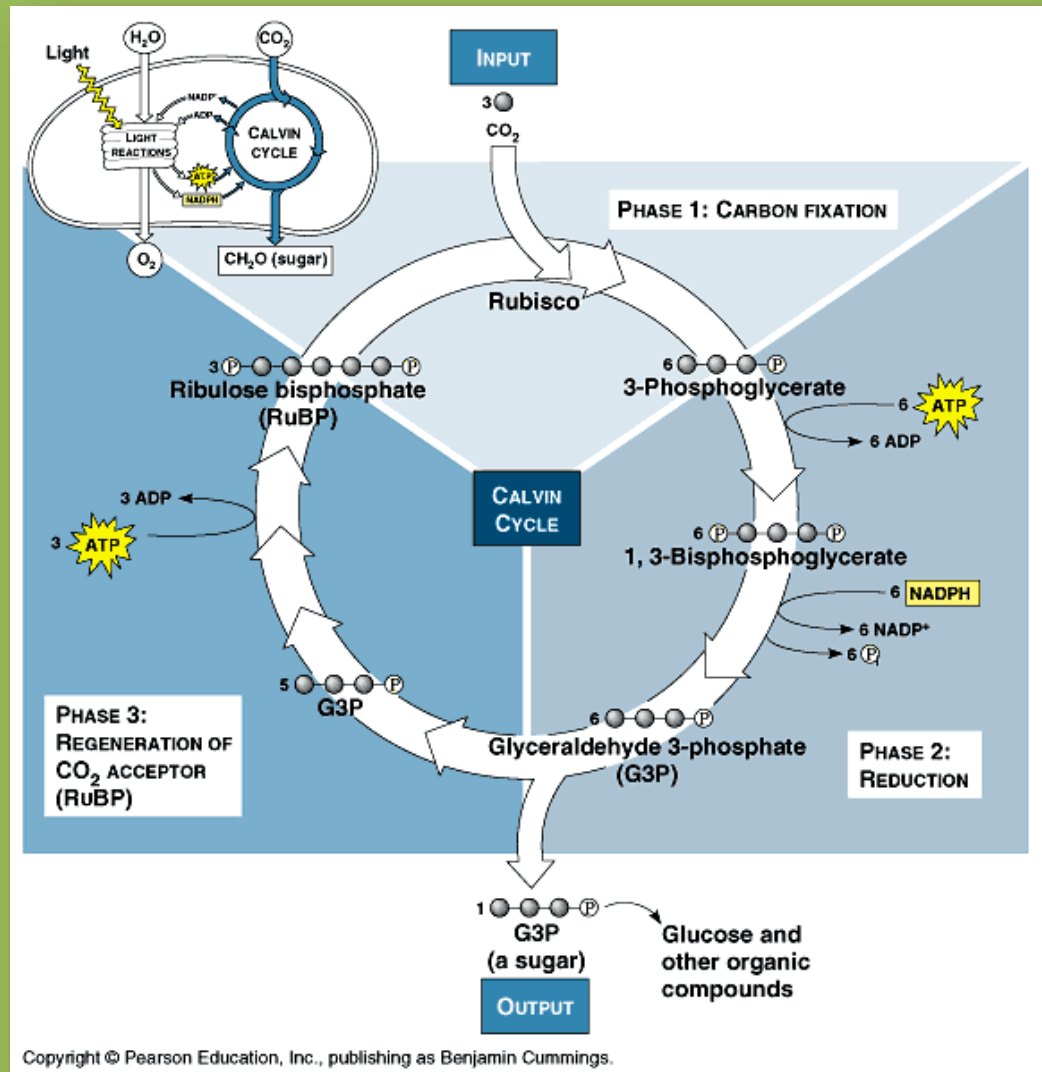 H₂O
CO₂
Light
NADP⁺
ADP
LIGHT
REACTIONS
CALVIN
CYCLE
ATP
NADPH
O₂
CH₂O (sugar)
INPUT
3
CO₂
PHASE 1: CARBON FIXATION
Rubisco
3 P P
Ribulose bisphosphate
(RuBP)
6 P
3-Phosphoglycerate
6 ATP
6 ADP
CALVIN
CYCLE
3 ADP
3 ATP
6 P P
1, 3-Bisphosphoglycerate
6 NADPH
6 NADP⁺
6 Pᵢ
5 P
G3P
6 P
Glyceraldehyde 3-phosphate
(G3P)
PHASE 3:
REGENERATION OF
CO₂ ACCEPTOR
(RUBP)
PHASE 2:
REDUCTION
1 P
G3P
(a sugar)
Glucose and
other organic
compounds
OUTPUT
Copyright © Pearson Education, Inc., publishing as Benjamin Cummings.